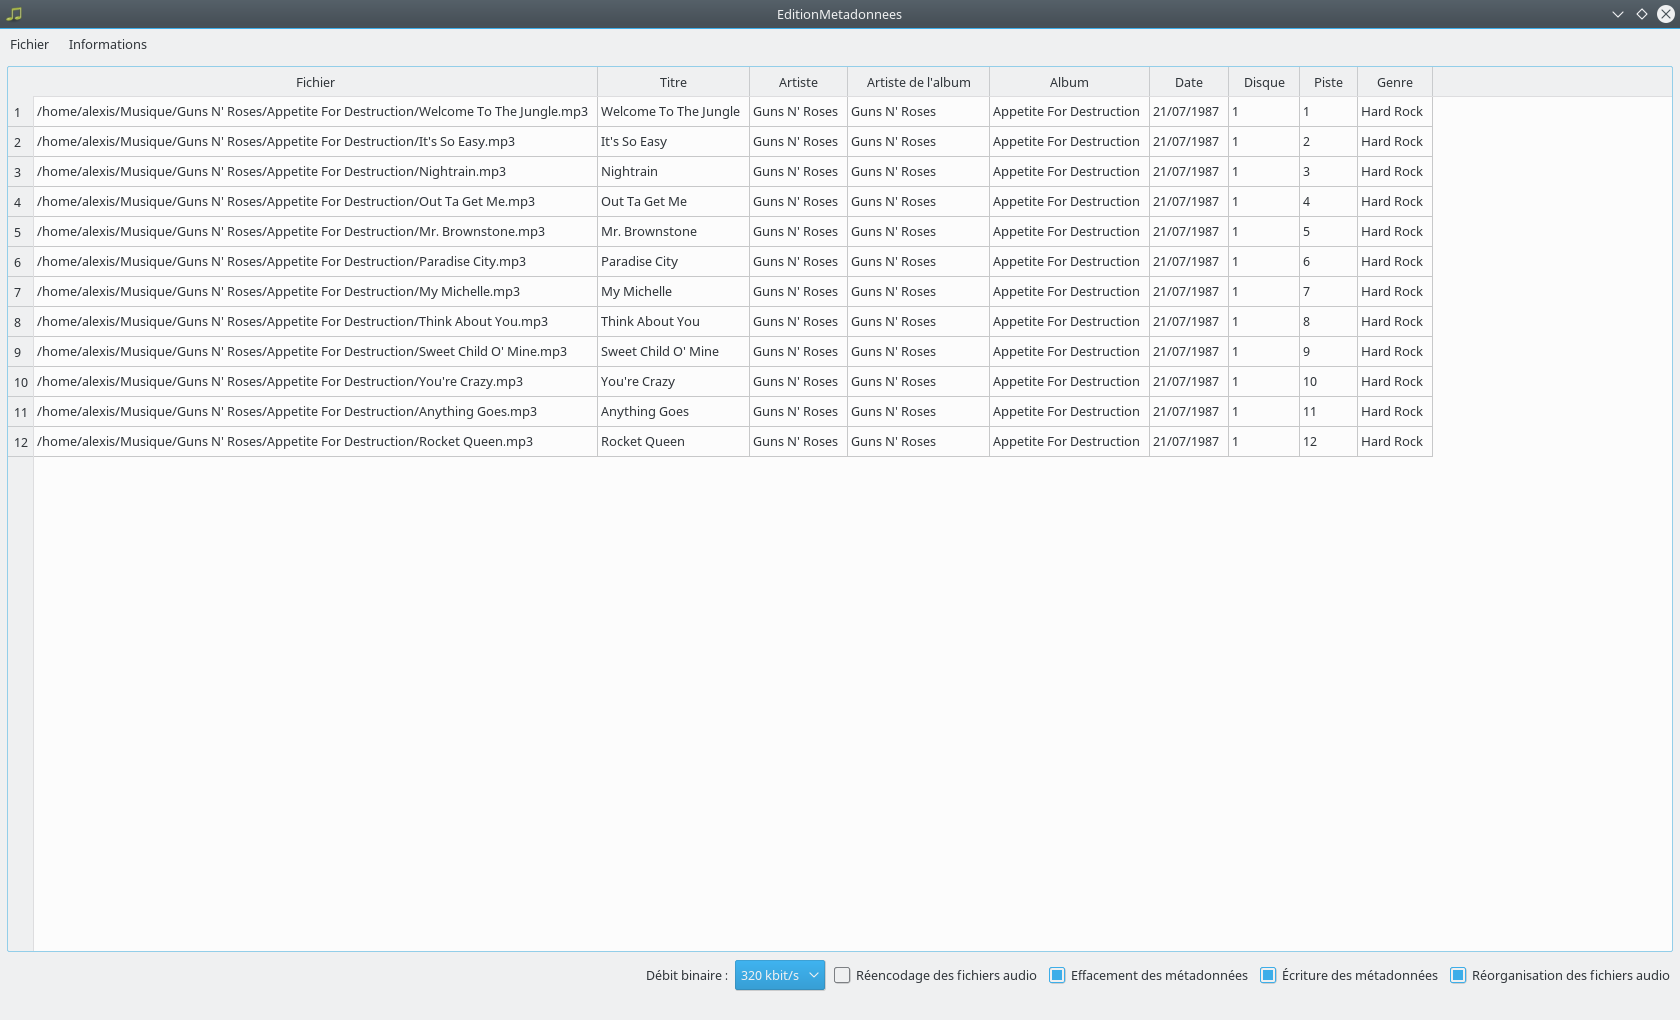 EditionMetadonnees
Fichier Informations
Fichier Titre Artiste Artiste de l'album Album Date Disque Piste Genre
1 /home/alexis/Musique/Guns N' Roses/Appetite For Destruction/Welcome To The Jungle.mp3 Welcome To The Jungle Guns N' Roses Guns N' Roses Appetite For Destruction 21/07/1987 1 1 Hard Rock
2 /home/alexis/Musique/Guns N' Roses/Appetite For Destruction/It's So Easy.mp3 It's So Easy Guns N' Roses Guns N' Roses Appetite For Destruction 21/07/1987 1 2 Hard Rock
3 /home/alexis/Musique/Guns N' Roses/Appetite For Destruction/Nightrain.mp3 Nightrain Guns N' Roses Guns N' Roses Appetite For Destruction 21/07/1987 1 3 Hard Rock
4 /home/alexis/Musique/Guns N' Roses/Appetite For Destruction/Out Ta Get Me.mp3 Out Ta Get Me Guns N' Roses Guns N' Roses Appetite For Destruction 21/07/1987 1 4 Hard Rock
5 /home/alexis/Musique/Guns N' Roses/Appetite For Destruction/Mr. Brownstone.mp3 Mr. Brownstone Guns N' Roses Guns N' Roses Appetite For Destruction 21/07/1987 1 5 Hard Rock
6 /home/alexis/Musique/Guns N' Roses/Appetite For Destruction/Paradise City.mp3 Paradise City Guns N' Roses Guns N' Roses Appetite For Destruction 21/07/1987 1 6 Hard Rock
7 /home/alexis/Musique/Guns N' Roses/Appetite For Destruction/My Michelle.mp3 My Michelle Guns N' Roses Guns N' Roses Appetite For Destruction 21/07/1987 1 7 Hard Rock
8 /home/alexis/Musique/Guns N' Roses/Appetite For Destruction/Think About You.mp3 Think About You Guns N' Roses Guns N' Roses Appetite For Destruction 21/07/1987 1 8 Hard Rock
9 /home/alexis/Musique/Guns N' Roses/Appetite For Destruction/Sweet Child O' Mine.mp3 Sweet Child O' Mine Guns N' Roses Guns N' Roses Appetite For Destruction 21/07/1987 1 9 Hard Rock
10 /home/alexis/Musique/Guns N' Roses/Appetite For Destruction/You're Crazy.mp3 You're Crazy Guns N' Roses Guns N' Roses Appetite For Destruction 21/07/1987 1 10 Hard Rock
11 /home/alexis/Musique/Guns N' Roses/Appetite For Destruction/Anything Goes.mp3 Anything Goes Guns N' Roses Guns N' Roses Appetite For Destruction 21/07/1987 1 11 Hard Rock
12 /home/alexis/Musique/Guns N' Roses/Appetite For Destruction/Rocket Queen.mp3 Rocket Queen Guns N' Roses Guns N' Roses Appetite For Destruction 21/07/1987 1 12 Hard Rock
Débit binaire : 320 kbit/s Réencodage des fichiers audio Effacement des métadonnées Écriture des métadonnées Réorganisation des fichiers audio